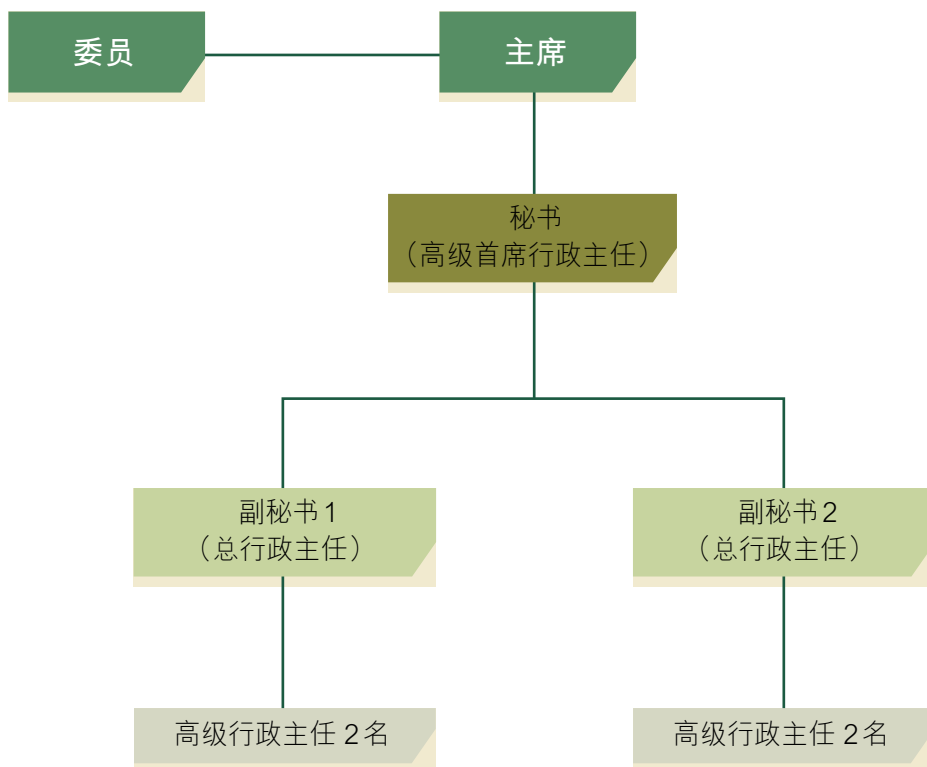 委员
主席
秘书
（高级首席行政主任）
副秘书1
（总行政主任）
副秘书2
（总行政主任）
高级行政主任 2名
高级行政主任 2名